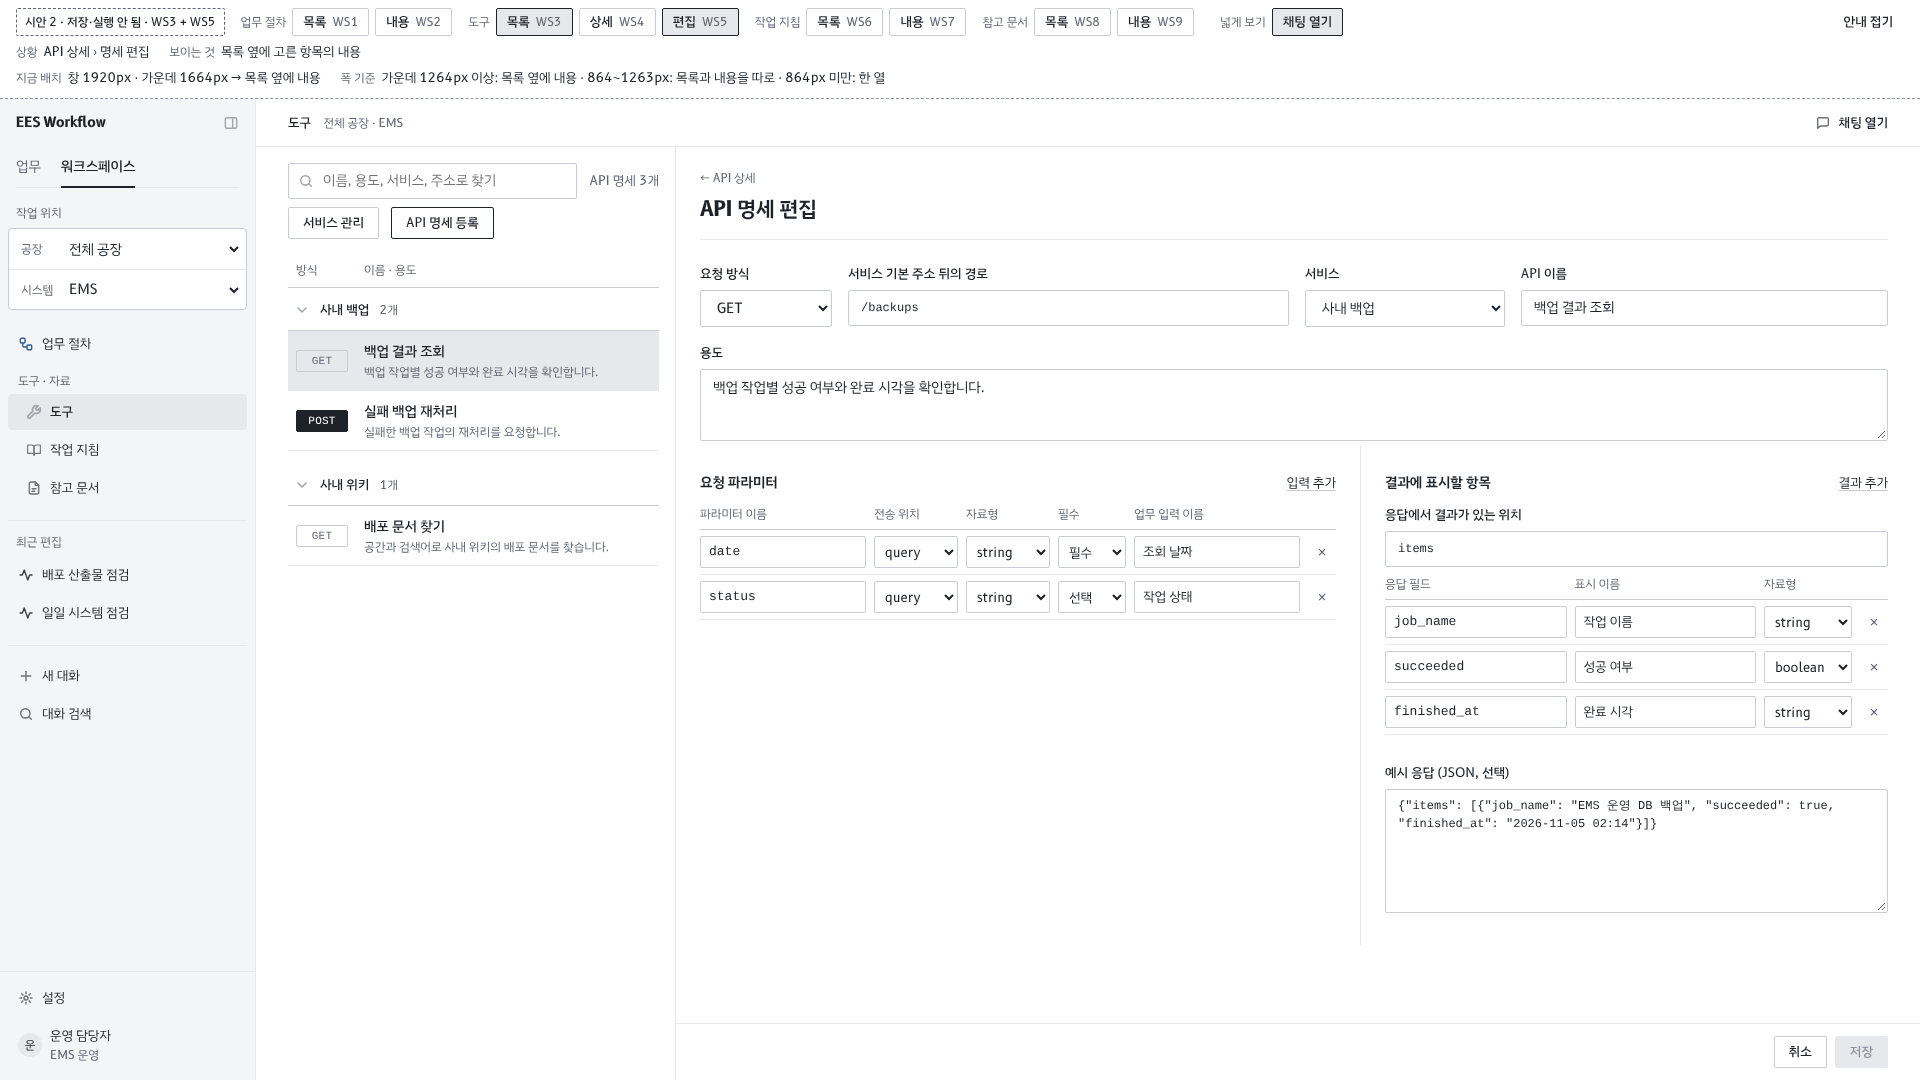 시안 2 · 저장·실행 안 됨 · WS3 + WS5 업무 절차 목록 WS1 내용 WS2 도구 목록 WS3 상세 WS4 편집 WS5 작업 지침 목록 WS6 내용 WS7 참고 문서 목록 WS8 내용 WS9 넓게 보기 채팅 열기 안내 접기
상황 API 상세 › 명세 편집 보이는 것 목록 옆에 고른 항목의 내용
지금 배치 창 1920px · 가운데 1664px → 목록 옆에 내용 폭 기준 가운데 1264px 이상: 목록 옆에 내용 · 864~1263px: 목록과 내용을 따로 · 864px 미만: 한 열
EES Workflow
업무 워크스페이스
작업 위치
공장 전체 공장
시스템 EMS
업무 절차
도구 · 자료
도구
작업 지침
참고 문서
최근 편집
배포 산출물 점검
일일 시스템 점검
새 대화
대화 검색
설정
운 운영 담당자
EMS 운영
도구 전체 공장 · EMS 채팅 열기
이름, 용도, 서비스, 주소로 찾기 API 명세 3개
서비스 관리 API 명세 등록
방식 이름 · 용도
사내 백업 2개
GET 백업 결과 조회
백업 작업별 성공 여부와 완료 시각을 확인합니다.
POST 실패 백업 재처리
실패한 백업 작업의 재처리를 요청합니다.
사내 위키 1개
GET 배포 문서 찾기
공간과 검색어로 사내 위키의 배포 문서를 찾습니다.
← API 상세
API 명세 편집
요청 방식 서비스 기본 주소 뒤의 경로 서비스 API 이름
GET /backups 사내 백업 백업 결과 조회
용도
백업 작업별 성공 여부와 완료 시각을 확인합니다.
요청 파라미터 입력 추가
파라미터 이름 전송 위치 자료형 필수 업무 입력 이름
date query string 필수 조회 날짜 ×
status query string 선택 작업 상태 ×
결과에 표시할 항목 결과 추가
응답에서 결과가 있는 위치
items
응답 필드 표시 이름 자료형
job_name 작업 이름 string ×
succeeded 성공 여부 boolean ×
finished_at 완료 시각 string ×
예시 응답 (JSON, 선택)
{"items": [{"job_name": "EMS 운영 DB 백업", "succeeded": true,
"finished_at": "2026-11-05 02:14"}]}
취소 저장